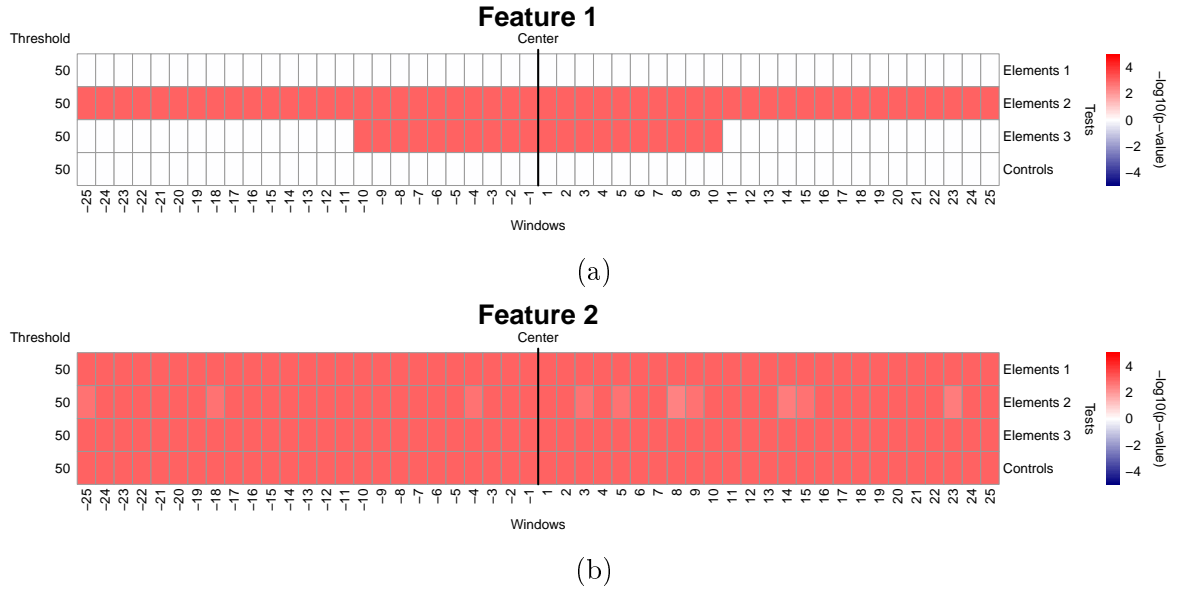 Feature 1
Threshold
Center
50
Elements 1
50
Elements 2
50
Elements 3
50
Controls
−25 −24 −23 −22 −21 −20 −19 −18 −17 −16 −15 −14 −13 −12 −11 −10 −9 −8 −7 −6 −5 −4 −3 −2 −1 1 2 3 4 5 6 7 8 9 10 11 12 13 14 15 16 17 18 19 20 21 22 23 24 25
Windows
Tests
4
2
0
−2
−4
−log10(p−value)
(a)
Feature 2
Threshold
Center
50
Elements 1
50
Elements 2
50
Elements 3
50
Controls
−25 −24 −23 −22 −21 −20 −19 −18 −17 −16 −15 −14 −13 −12 −11 −10 −9 −8 −7 −6 −5 −4 −3 −2 −1 1 2 3 4 5 6 7 8 9 10 11 12 13 14 15 16 17 18 19 20 21 22 23 24 25
Windows
Tests
4
2
0
−2
−4
−log10(p−value)
(b)